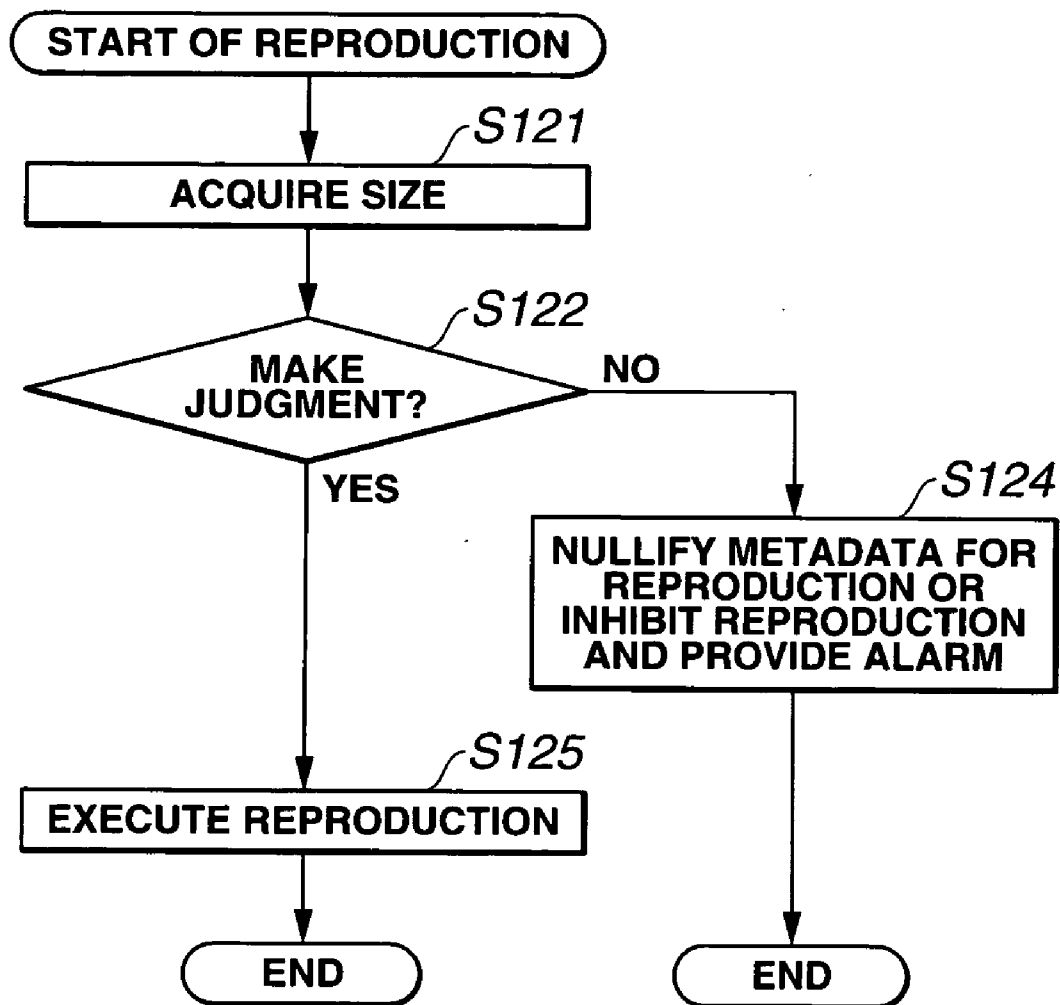 START OF REPRODUCTION
S121
ACQUIRE SIZE
S122
MAKE
JUDGMENT?
NO
YES
S124
NULLIFY METADATA FOR
REPRODUCTION OR
INHIBIT REPRODUCTION
AND PROVIDE ALARM
S125
EXECUTE REPRODUCTION
END
END